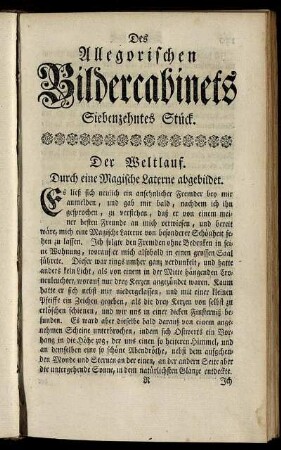 Des
Allegorischen
Bildercabinets
Siebenzehntes Stück.
Der Weltlauf.
Durch eine Magische Laterne abgebildet.
Es ließ sich neulich ein ansehnlicher Fremder bey mir
anmelden, und gab mir bald, nachdem ich ihn
gesprochen, zu verstehen, daß er von einem mei-
ner besten Freunde an mich verwiesen, und bereit
wäre, mich eine Magische Laterne von besonderer Schönheit se-
hen zu lassen. Ich folgte den Fremden ohne Bedenken in sei-
ne Wohnung, worauf er mich alsobald in einen grossen Saal
führete. Dieser war rings umher ganz verdunkelt, und hatte
anders kein Licht, als von einem in der Mitte hängenden Cro-
nenleuchter, worauf nur drey Kerzen angezündet waren. Kaum
hatte er sich nebst mir niedergelassen, und mit einer kleinen
Pfeiffe ein Zeichen gegeben, als die drey Kerzen von selbst zu
erlöschen schienen, und wir uns in einer dicken Finsterniß be-
funden. Es ward aber dieselbe bald darauf von einem ange-
nehmen Scheine unterbrochen, indem sich Ostwerts ein Vor-
hang in die Höhe zog, der uns einen so heiteren Himmel, und
an demselben eine so schöne Abendröthe, nebst dem aufgehen-
den Monde und Sternen an der einen, an der andern Seite aber
die untergehende Sonne, in dem natürlichsten Glanze entdeckte.
R Ich